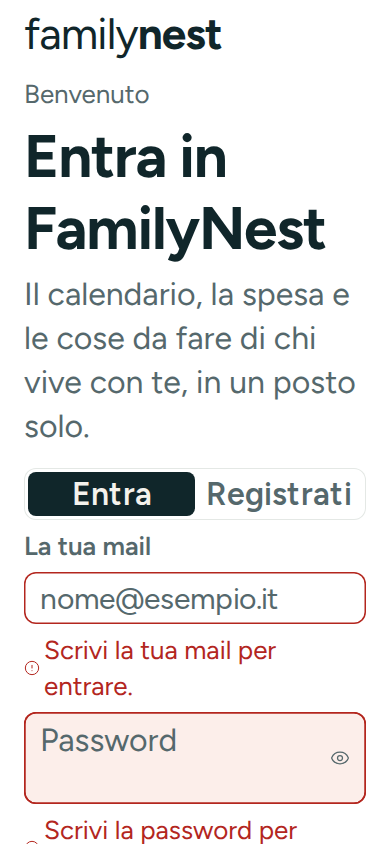 familynest
Benvenuto
Entra in
FamilyNest
Il calendario, la spesa e
le cose da fare di chi
vive con te, in un posto
solo.
Entra
Registrati
La tua mail
nome@esempio.it
Scrivi la tua mail per
entrare.
Password
Scrivi la password per